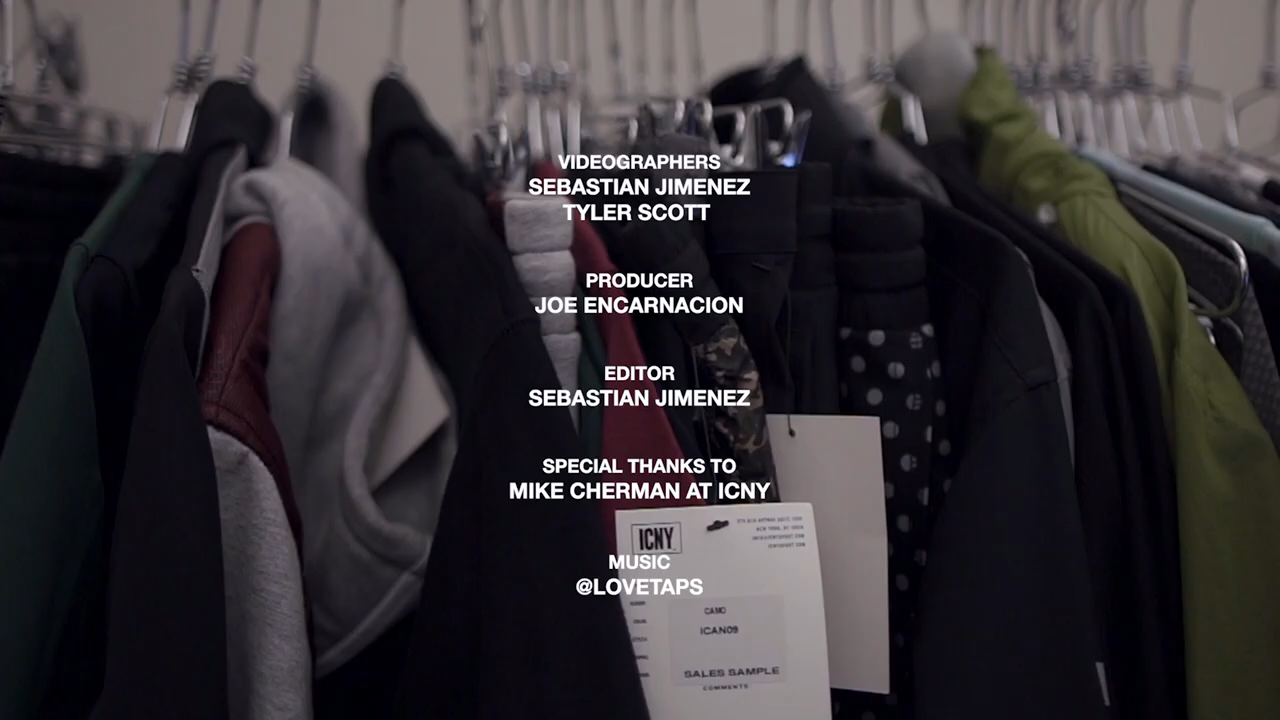 VIDEOGRAPHERS
SEBASTIAN JIMENEZ
TYLER SCOTT
PRODUCER
JOE ENCARNACION
EDITOR
SEBASTIAN JIMENEZ
SPECIAL THANKS TO
MIKE CHERMAN AT ICNY
ICNY
MUSIC
@LOVETAPS
CAMO
ICAN09
SALES SAMPLE
COMMENTS